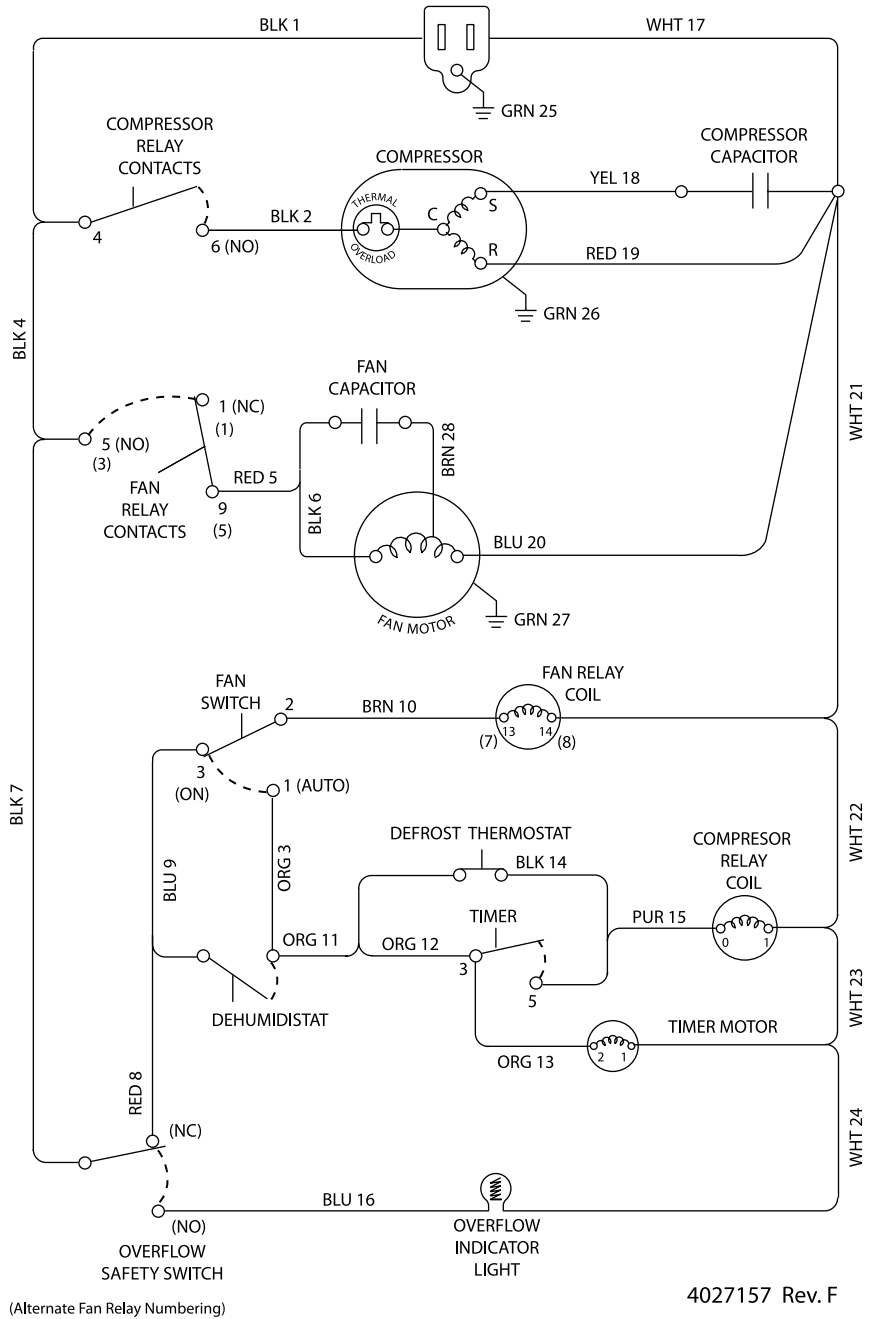 BLK 1
WHT 17
GRN 25
COMPRESSOR
RELAY
CONTACTS
COMPRESSOR
CAPACITOR
COMPRESSOR
THERMAL
OVERLOAD
C
S
R
YEL 18
BLK 2
4
6 (NO)
RED 19
GRN 26
BLK 4
FAN
CAPACITOR
1 (NC)
(1)
5 (NO)
(3)
FAN
RELAY
CONTACTS
9
(5)
RED 5
BLK 6
BRN 28
WHT 21
BLU 20
FAN MOTOR
GRN 27
FAN
SWITCH
2
BRN 10
FAN RELAY
COIL
(7)
13
14
(8)
3
(ON)
1 (AUTO)
BLK 7
BLU 9
ORG 3
DEFROST THERMOSTAT
BLK 14
COMPRESOR
RELAY
COIL
WHT 22
ORG 11
ORG 12
TIMER
3
5
PUR 15
0
1
DEHUMIDISTAT
WHT 23
ORG 13
2
1
TIMER MOTOR
RED 8
(NC)
WHT 24
BLU 16
(NO)
OVERFLOW
SAFETY SWITCH
OVERFLOW
INDICATOR
LIGHT
4027157 Rev. F
(Alternate Fan Relay Numbering)